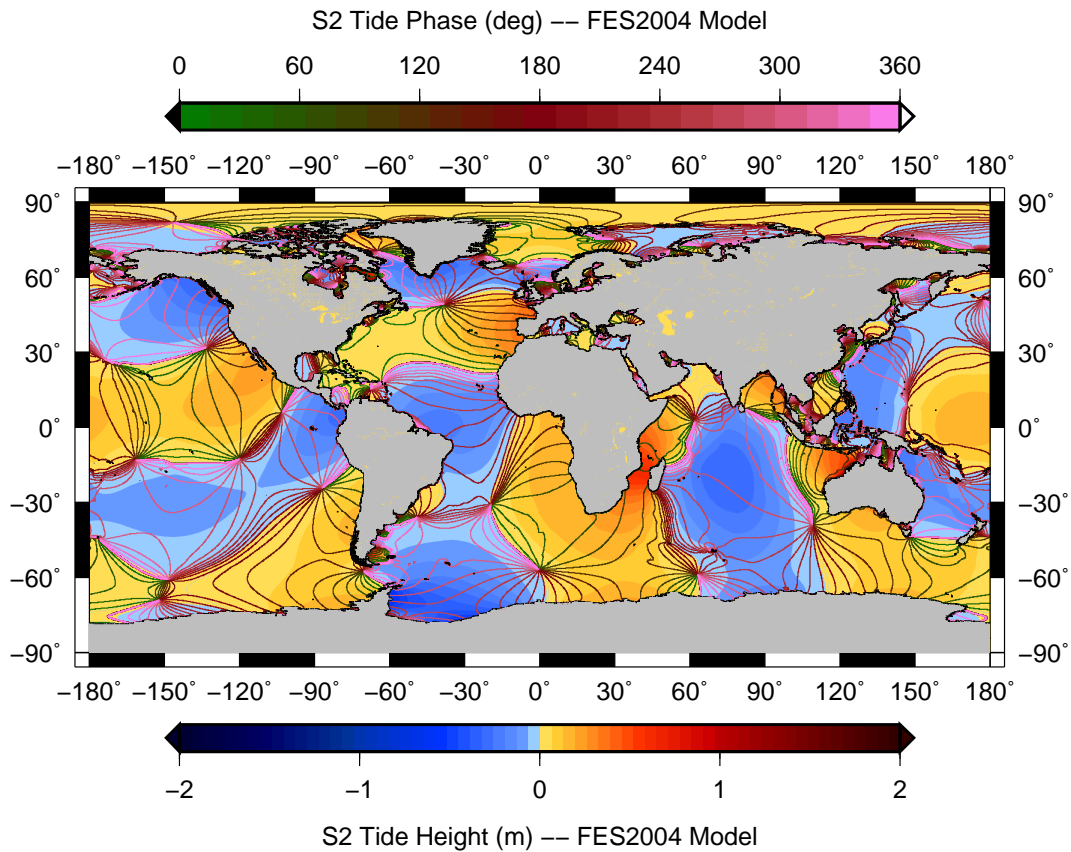 S2 Tide Phase (deg) −− FES2004 Model
0 60 120 180 240 300 360
−180˚ −150˚ −120˚ −90˚ −60˚ −30˚ 0˚ 30˚ 60˚ 90˚ 120˚ 150˚ 180˚
90˚ 90˚
60˚ 60˚
30˚ 30˚
0˚ 0˚
−30˚ −30˚
−60˚ −60˚
−90˚ −90˚
−180˚ −150˚ −120˚ −90˚ −60˚ −30˚ 0˚ 30˚ 60˚ 90˚ 120˚ 150˚ 180˚
−2 −1 0 1 2
S2 Tide Height (m) −− FES2004 Model